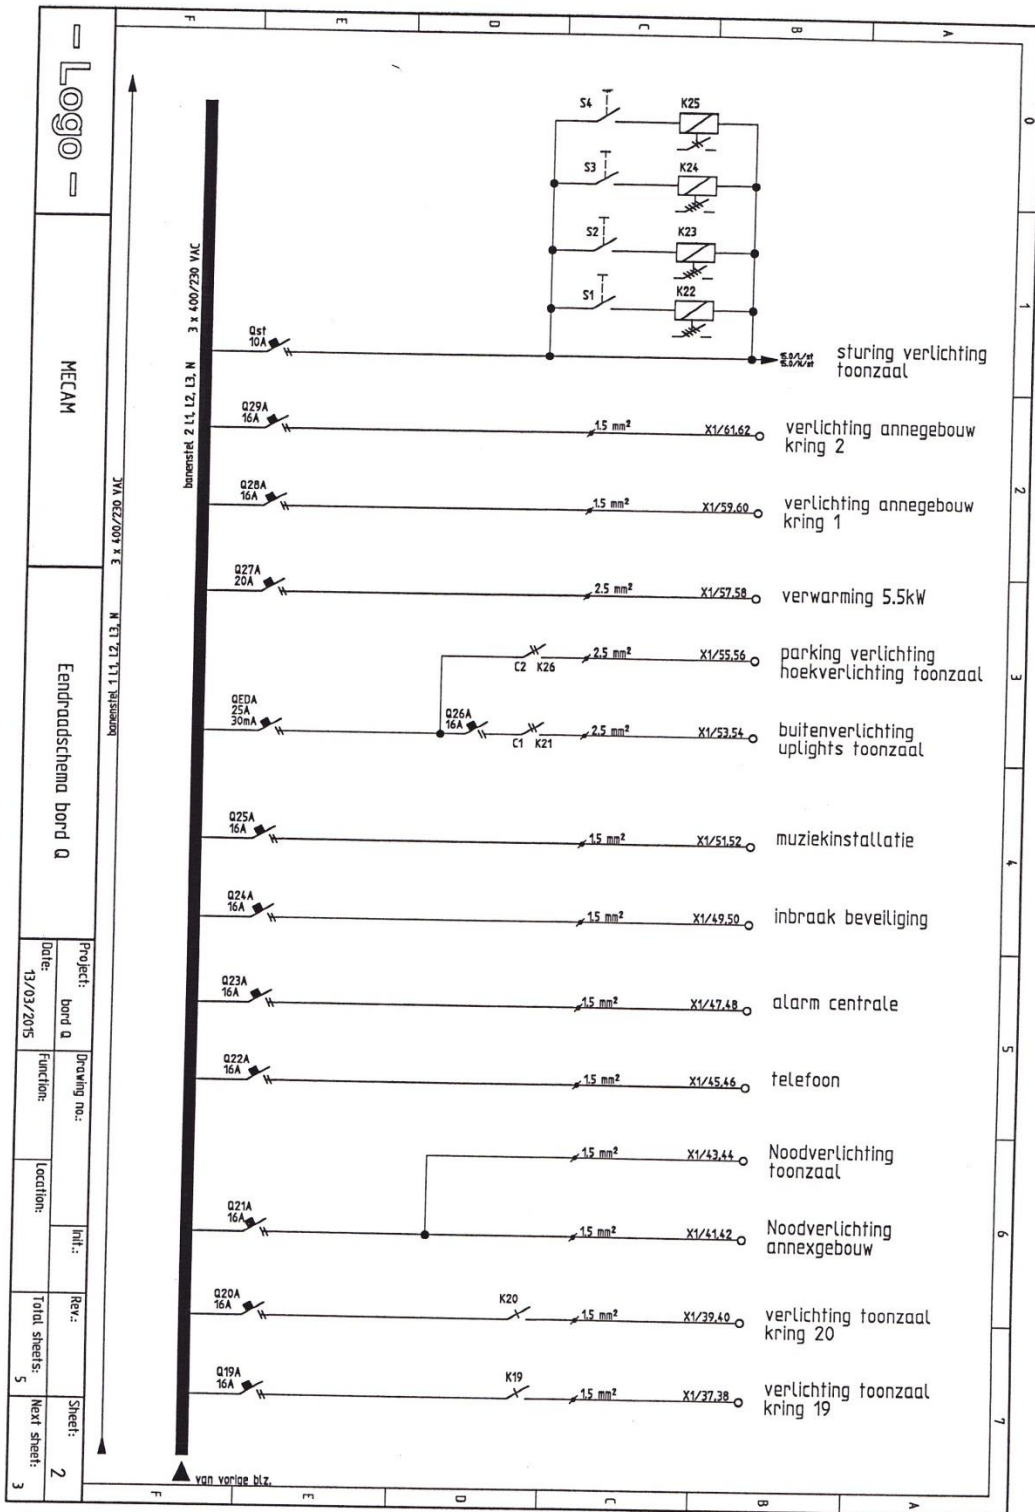 F E D C B A
0
1
2
3
4
5
6
7
S4 K25
S3 K24
S2 K23
S1 K22
Qst
10A
sturing verlichting
toonzaal
Q29A
16A
1.5 mm² X1/61,62
verlichting annegebouw
kring 2
Q28A
16A
1.5 mm² X1/59,60
verlichting annegebouw
kring 1
Q27A
20A
2.5 mm² X1/57,58
verwarming 5.5kW
C2 K26
2.5 mm² X1/55,56
parking verlichting
hoekverlichting toonzaal
QEDA
25A
30mA
Q26A
16A
C1 K21
2.5 mm² X1/53,54
buitenverlichting
uplights toonzaal
Q25A
16A
1.5 mm² X1/51,52
muziekinstallatie
Q24A
16A
1.5 mm² X1/49,50
inbraak beveiliging
Q23A
16A
1.5 mm² X1/47,48
alarm centrale
Q22A
16A
1.5 mm² X1/45,46
telefoon
1.5 mm² X1/43,44
Noodverlichting
toonzaal
Q21A
16A
1.5 mm² X1/41,42
Noodverlichting
annexgebouw
Q20A
16A
K20
1.5 mm² X1/39,40
verlichting toonzaal
kring 20
Q19A
16A
K19
1.5 mm² X1/37,38
verlichting toonzaal
kring 19
van vorige blz.
banenstel 2 L1, L2, L3, N 3 x 400/230 VAC
banenstel 1 L1, L2, L3, N 3 x 400/230 VAC
F E D C B A
- Logo -
MECAM
Eendraadschema bord Q
Project: bord Q
Drawing no.:
Init.:
Rev.:
Sheet: 2
Date: 13/03/2015
Function:
Location:
Total sheets: 5
Next sheet: 3